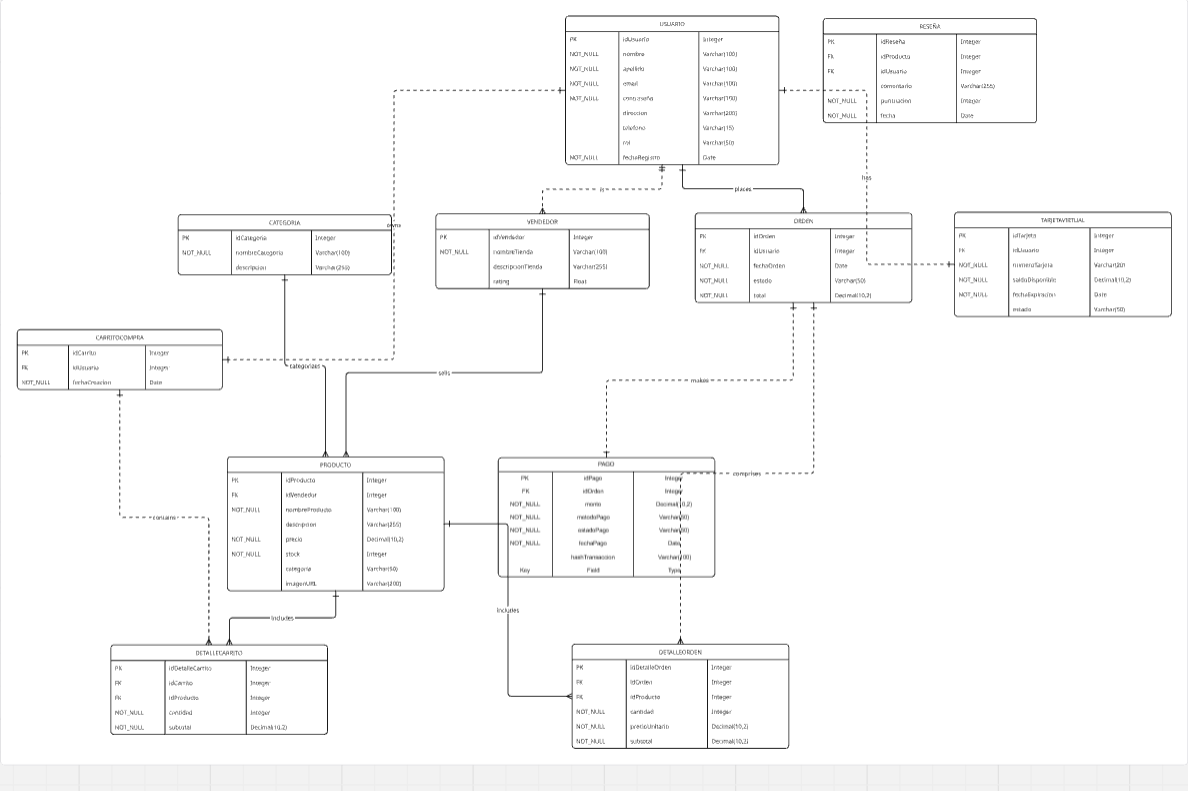 USUARIO
PK idUsuario Integer
NOT_NULL nombre Varchar(100)
NOT_NULL apellido Varchar(100)
NOT_NULL email Varchar(100)
NOT_NULL contraseña Varchar(100)
direccion Varchar(200)
telefono Varchar(15)
rol Varchar(50)
NOT_NULL fechaRegistro Date
RESEÑA
PK idReseña Integer
FK idProducto Integer
FK idUsuario Integer
comentario Varchar(255)
NOT_NULL puntuacion Integer
NOT_NULL fecha Date
has
is
places
CATEGORIA
PK idCategoria Integer
NOT_NULL nombreCategoria Varchar(100)
descripcion Varchar(255)
owns
VENDEDOR
PK idVendedor Integer
NOT_NULL nombreTienda Varchar(100)
descripcionTienda Varchar(255)
rating Float
ORDEN
PK idOrden Integer
FK idUsuario Integer
NOT_NULL fechaOrden Date
NOT_NULL estado Varchar(50)
NOT_NULL total Decimal(10,2)
TARJETAVIRTUAL
PK idTarjeta Integer
FK idUsuario Integer
NOT_NULL numeroTarjeta Varchar(20)
NOT_NULL saldoDisponible Decimal(10,2)
NOT_NULL fechaExpiracion Date
estado Varchar(50)
CARRITOCOMPRA
PK idCarrito Integer
FK idUsuario Integer
NOT_NULL fechaCreacion Date
categorizes
sells
makes
PRODUCTO
PK idProducto Integer
FK idVendedor Integer
NOT_NULL nombreProducto Varchar(100)
descripcion Varchar(255)
NOT_NULL precio Decimal(10,2)
NOT_NULL stock Integer
categoria Varchar(50)
imagenURL Varchar(200)
PAGO
PK idPago Integer
FK idOrden Integer
NOT_NULL monto Decimal(10,2)
NOT_NULL metodoPago
NOT_NULL estadoPago
NOT_NULL fechaPago Date
hashTransaccion
Key Field Type
comprises
contains
includes
includes
DETALLECARRITO
PK idDetalleCarrito Integer
FK idCarrito Integer
FK idProducto Integer
NOT_NULL cantidad Integer
NOT_NULL subtotal Decimal(10,2)
DETALLEORDEN
PK idDetalleOrden Integer
FK idOrden Integer
FK idProducto Integer
NOT_NULL cantidad Integer
NOT_NULL precioUnitario Decimal(10,2)
NOT_NULL subtotal Decimal(10,2)